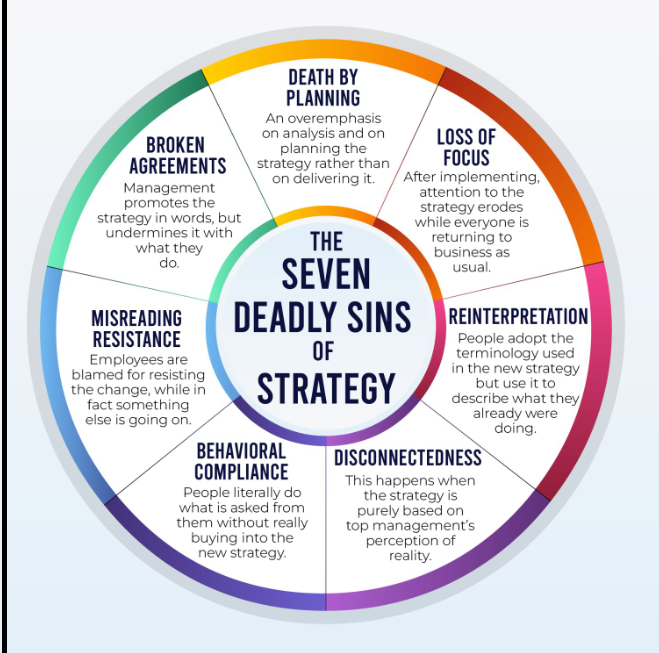 DEATH BY
PLANNING
An overemphasis
on analysis and on
planning the
strategy rather than
on delivering it.
LOSS OF
FOCUS
After implementing,
attention to the
strategy erodes
while everyone is
returning to
business as
usual.
REINTERPRETATION
People adopt the
terminology used
in the new strategy
but use it to
describe what they
already were
doing.
DISCONNECTEDNESS
This happens when
the strategy is
purely based on
top management's
perception of
reality.
BEHAVIORAL
COMPLIANCE
People literally do
what is asked from
them without really
buying into the
new strategy.
MISREADING
RESISTANCE
Employees are
blamed for resisting
the change, while in
fact something
else is going on.
BROKEN
AGREEMENTS
Management
promotes the
strategy in words, but
undermines it with
what they
do.
THE
SEVEN
DEADLY SINS
OF
STRATEGY